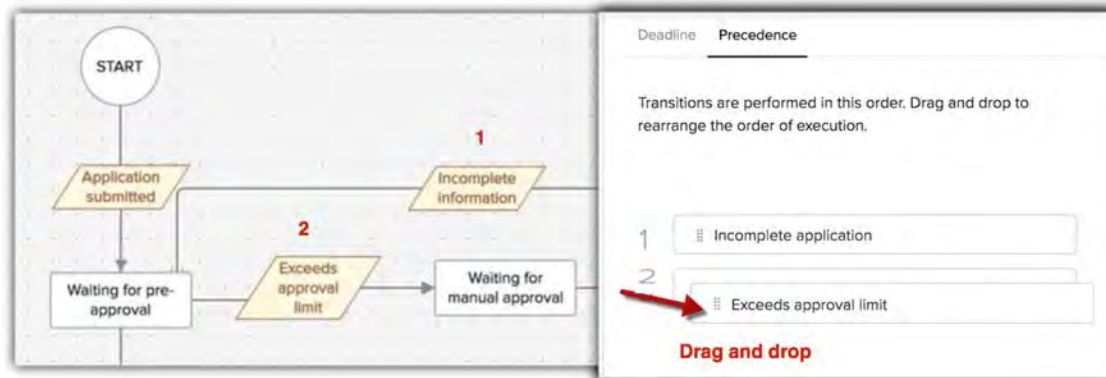 START
Application
submitted
1
Incomplete
information
2
Exceeds
approval
limit
Waiting for pre-
approval
Waiting for
manual approval
Deadline Precedence
Transitions are performed in this order. Drag and drop to
rearrange the order of execution.
1 Incomplete application
2
Exceeds approval limit
Drag and drop